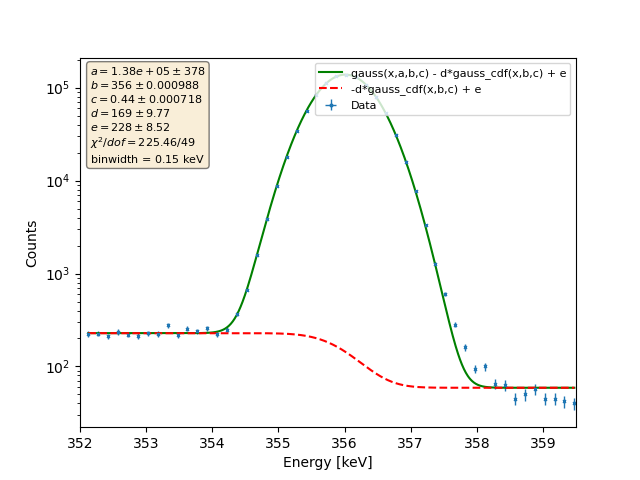 a = 1.38e + 05 ± 378
b = 356 ± 0.000988
c = 0.44 ± 0.000718
d = 169 ± 9.77
e = 228 ± 8.52
χ²/dof = 225.46/49
binwidth = 0.15 keV
gauss(x,a,b,c) - d*gauss_cdf(x,b,c) + e
-d*gauss_cdf(x,b,c) + e
Data
10⁵
10⁴
10³
10²
Counts
352 353 354 355 356 357 358 359
Energy [keV]